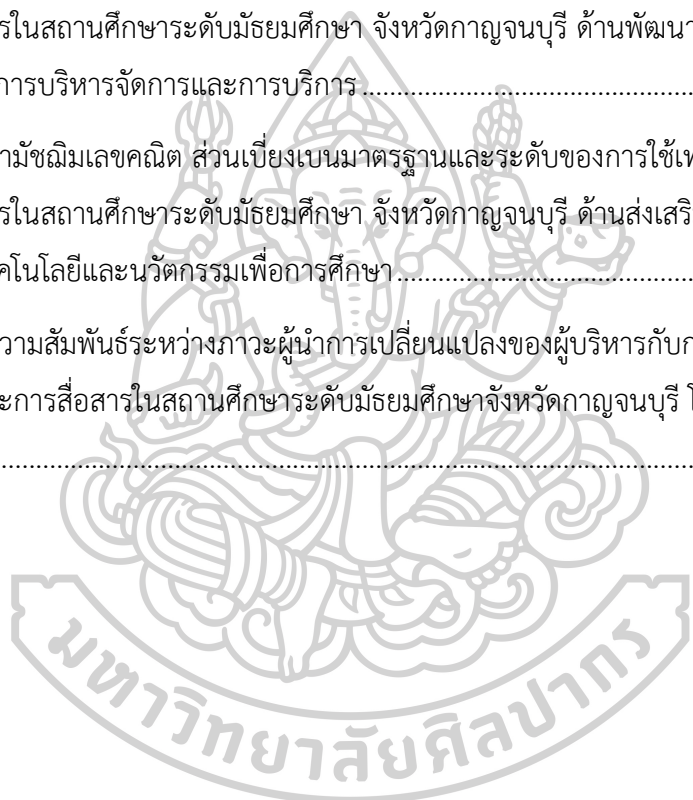 รในสถานศึกษาระดับมัธยมศึกษา จังหวัดกาญจนบุรี ด้านพัฒนา
การบริหารจัดการและการบริการ
ามัชฌิมเลขคณิต ส่วนเบี่ยงเบนมาตรฐานและระดับของการใช้เท
รในสถานศึกษาระดับมัธยมศึกษา จังหวัดกาญจนบุรี ด้านส่งเสริ
คโนโลยีและนวัตกรรมเพื่อการศึกษา
วามสัมพันธ์ระหว่างภาวะผู้นำการเปลี่ยนแปลงของผู้บริหารกับก
ะการสื่อสารในสถานศึกษาระดับมัธยมศึกษาจังหวัดกาญจนบุรี โ
มหาวิทยาลัยศิลปากร